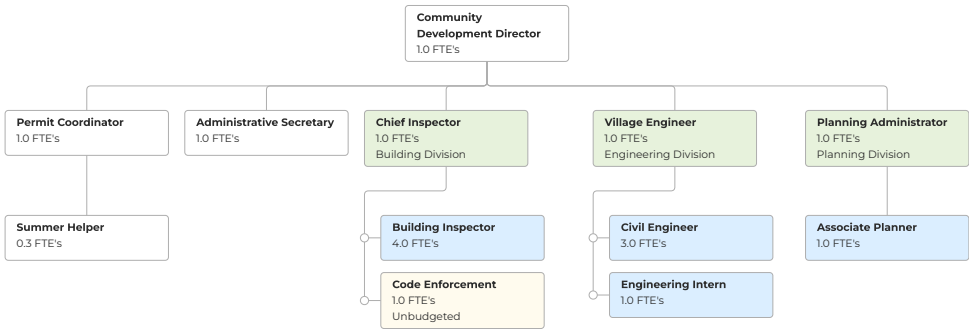 Community
Development Director
1.0 FTE's
Permit Coordinator
1.0 FTE's
Administrative Secretary
1.0 FTE's
Chief Inspector
1.0 FTE's
Building Division
Village Engineer
1.0 FTE's
Engineering Division
Planning Administrator
1.0 FTE's
Planning Division
Summer Helper
0.3 FTE's
Building Inspector
4.0 FTE's
Civil Engineer
3.0 FTE's
Associate Planner
1.0 FTE's
Code Enforcement
1.0 FTE's
Unbudgeted
Engineering Intern
1.0 FTE's